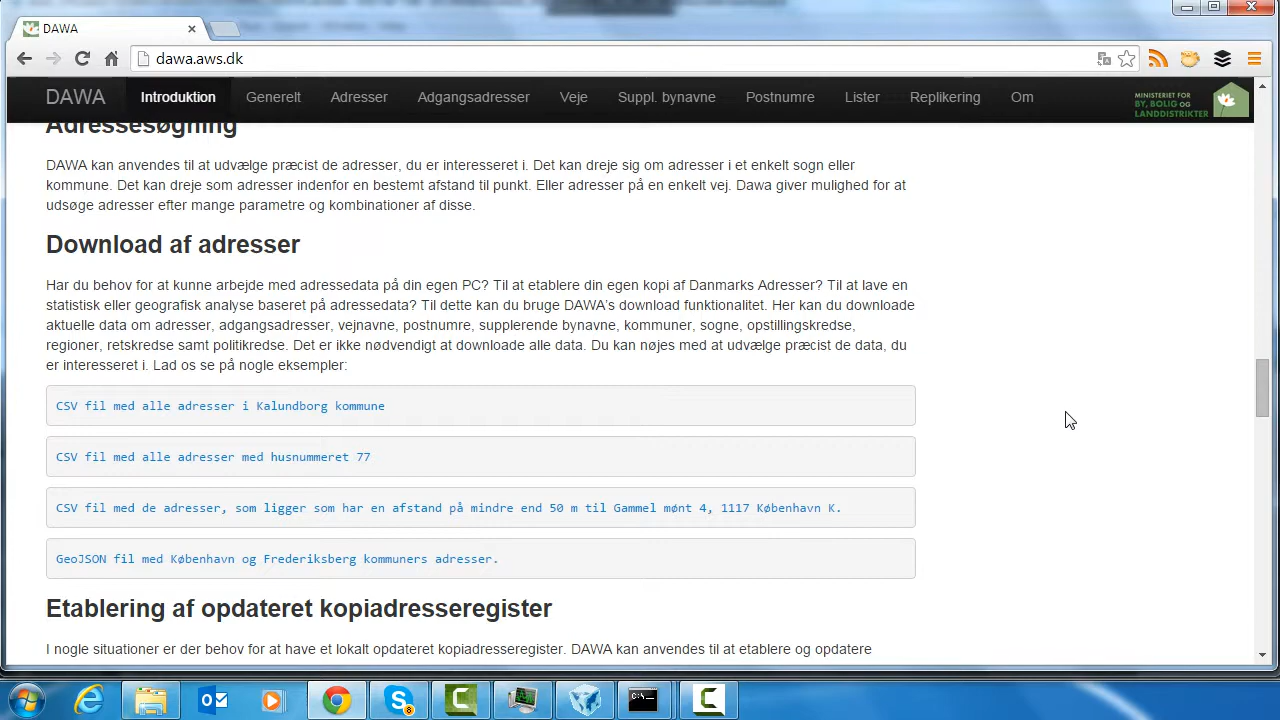 DAWA
dawa.aws.dk
DAWA Introduktion Generelt Adresser Adgangsadresser Veje Suppl. bynavne Postnumre Lister Replikering Om
MINISTERIET FOR
BY, BOLIG OG
LANDDISTRIKTER
Adressesøgning
DAWA kan anvendes til at udvælge præcist de adresser, du er interesseret i. Det kan dreje sig om adresser i et enkelt sogn eller
kommune. Det kan dreje som adresser indenfor en bestemt afstand til punkt. Eller adresser på en enkelt vej. Dawa giver mulighed for at
udsøge adresser efter mange parametre og kombinationer af disse.
Download af adresser
Har du behov for at kunne arbejde med adressedata på din egen PC? Til at etablere din egen kopi af Danmarks Adresser? Til at lave en
statistisk eller geografisk analyse baseret på adressedata? Til dette kan du bruge DAWA's download funktionalitet. Her kan du downloade
aktuelle data om adresser, adgangsadresser, vejnavne, postnumre, supplerende bynavne, kommuner, sogne, opstillingskredse,
regioner, retskredse samt politikredse. Det er ikke nødvendigt at downloade alle data. Du kan nøjes med at udvælge præcist de data, du
er interesseret i. Lad os se på nogle eksempler:
CSV fil med alle adresser i Kalundborg kommune
CSV fil med alle adresser med husnummeret 77
CSV fil med de adresser, som ligger som har en afstand på mindre end 50 m til Gammel mønt 4, 1117 København K.
GeoJSON fil med København og Frederiksberg kommuners adresser.
Etablering af opdateret kopiadresseregister
I nogle situationer er der behov for at have et lokalt opdateret kopiadresseregister. DAWA kan anvendes til at etablere og opdatere
8
C:\_